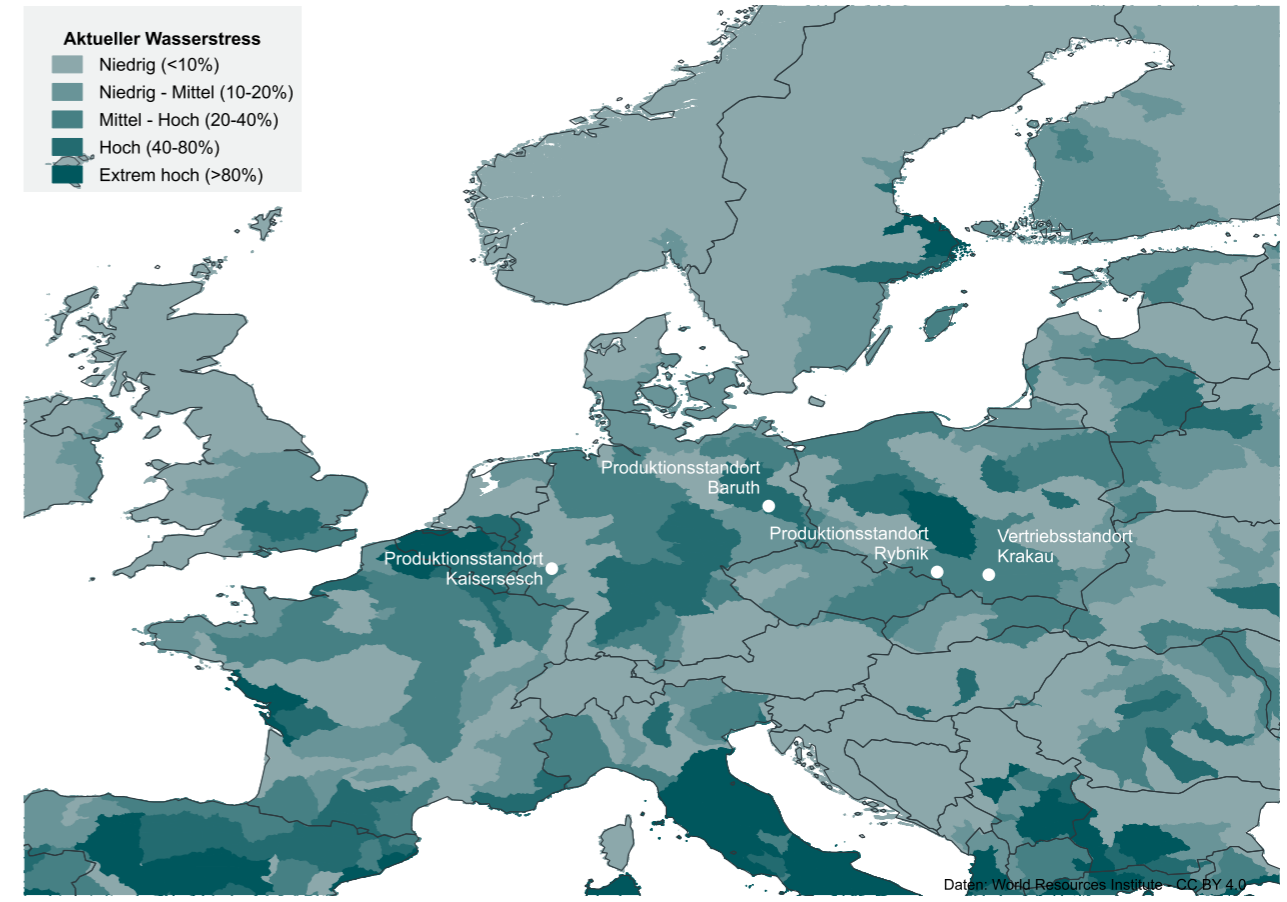 Aktueller Wasserstress
Niedrig (<10%)
Niedrig - Mittel (10-20%)
Mittel - Hoch (20-40%)
Hoch (40-80%)
Extrem hoch (>80%)
Produktionsstandort
Baruth
Produktionsstandort
Rybnik
Vertriebsstandort
Krakau
Produktionsstandort
Kaisersesch
Daten: World Resources Institute - CC BY 4.0